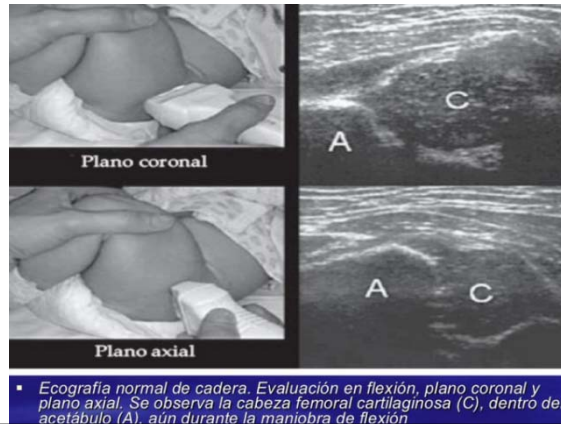 C
A
Plano coronal
A
C
Plano axial
Ecografía normal de cadera. Evaluación en flexión, plano coronal y
plano axial. Se observa la cabeza femoral cartilaginosa (C), dentro de
acetábulo (A), aún durante la maniobra de flexión